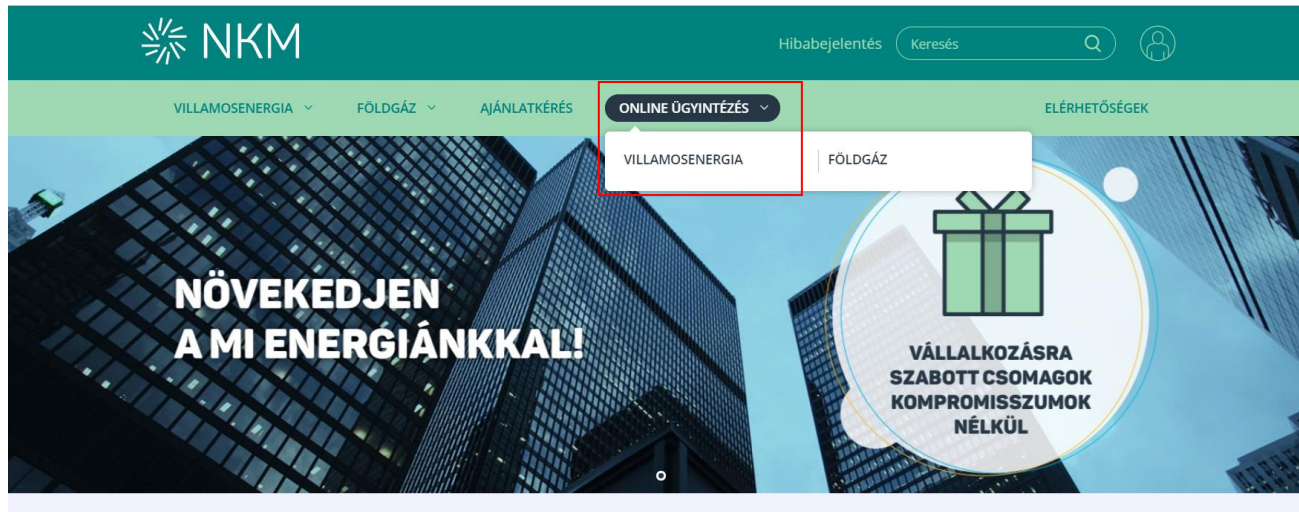 NKM
Hibabejelentés Keresés
VILLAMOSENERGIA FÖLDGÁZ AJÁNLATKÉRÉS ONLINE ÜGYINTÉZÉS ELÉRHETŐSÉGEK
VILLAMOSENERGIA FÖLDGÁZ
NÖVEKEDJEN
A MI ENERGIÁNKKAL!
VÁLLALKOZÁSRA
SZABOTT CSOMAGOK
KOMPROMISSZUMOK
NÉLKÜL